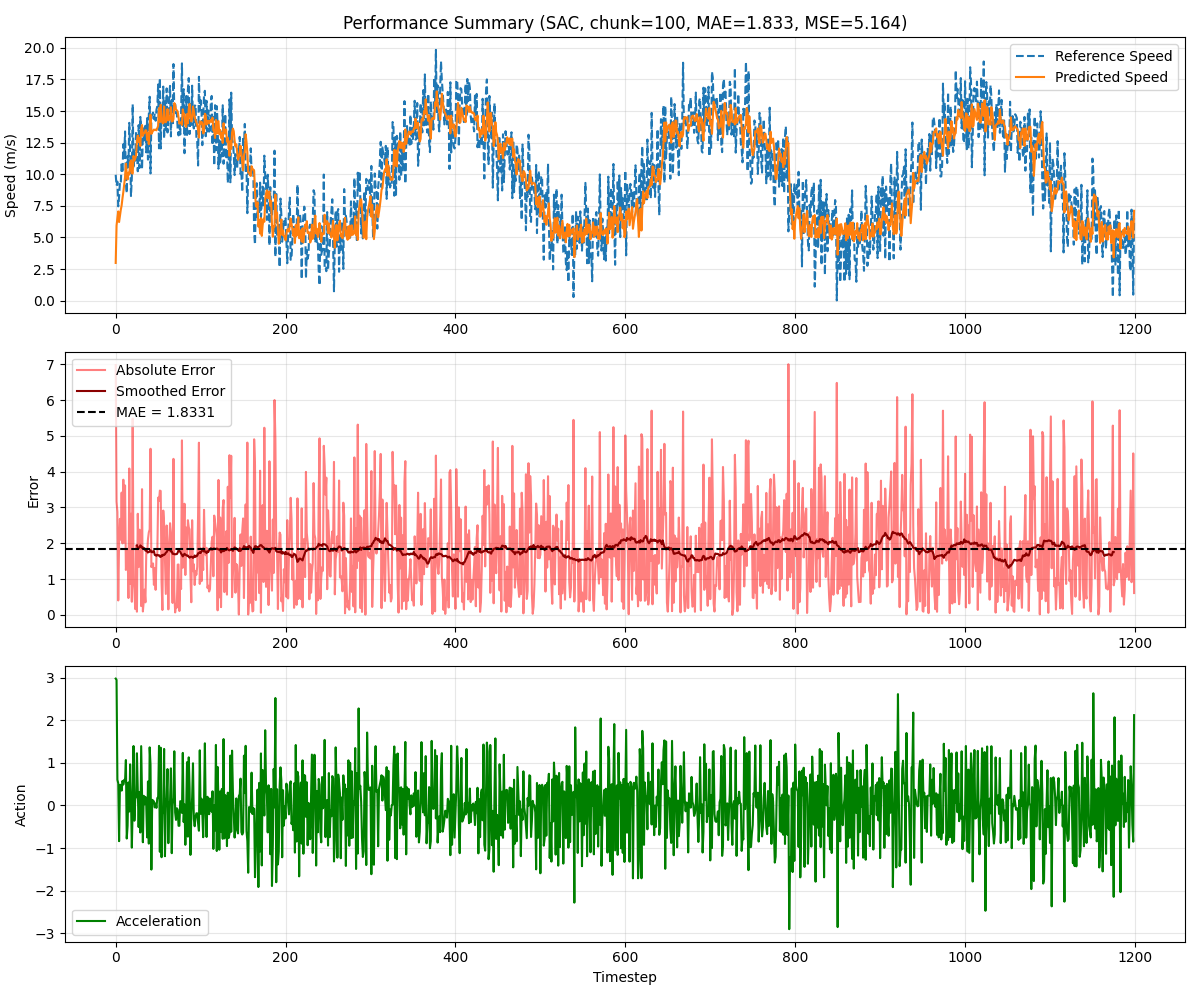 Performance Summary (SAC, chunk=100, MAE=1.833, MSE=5.164)
Speed (m/s)
20.0
17.5
15.0
12.5
10.0
7.5
5.0
2.5
0.0
Reference Speed
Predicted Speed
0 200 400 600 800 1000 1200
Error
7
6
5
4
3
2
1
0
Absolute Error
Smoothed Error
MAE = 1.8331
0 200 400 600 800 1000 1200
Action
3
2
1
0
−1
−2
−3
Acceleration
0 200 400 600 800 1000 1200
Timestep